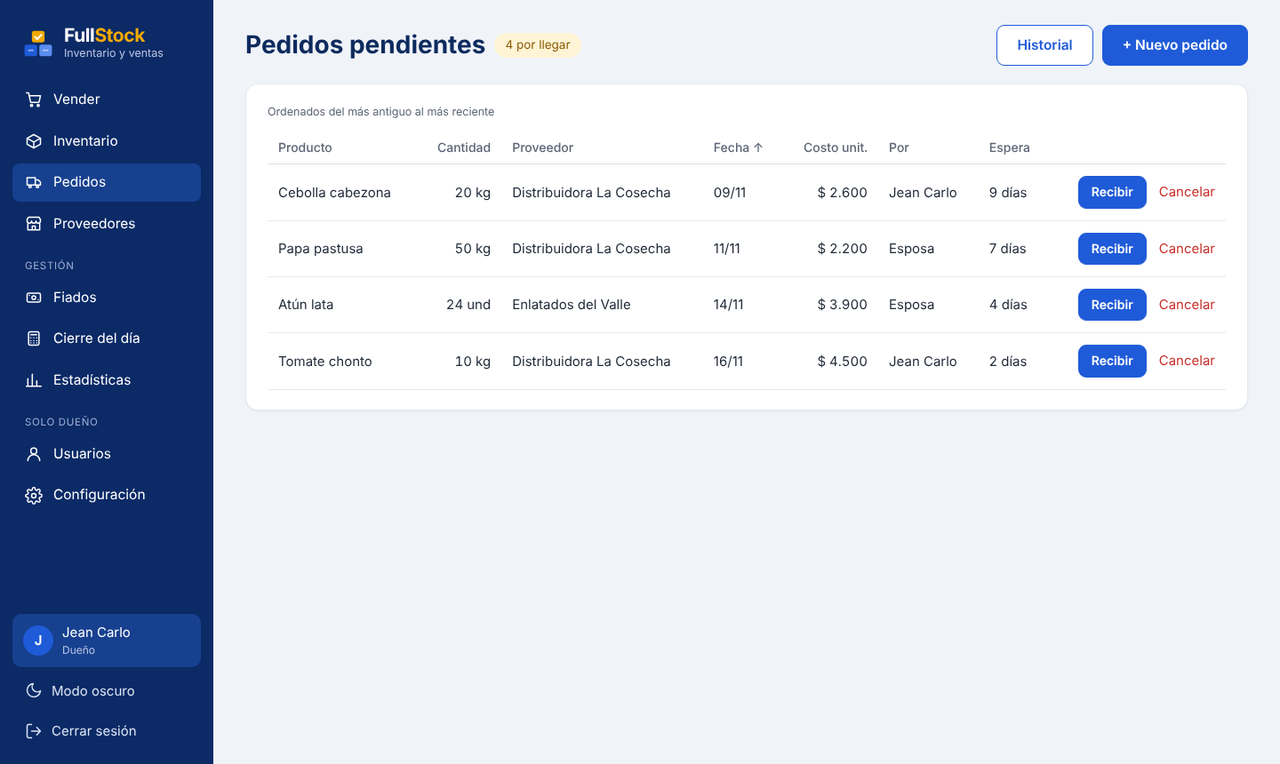 FullStock
Inventario y ventas
Vender
Inventario
Pedidos
Proveedores
GESTIÓN
Fiados
Cierre del día
Estadísticas
SOLO DUEÑO
Usuarios
Configuración
J
Jean Carlo
Dueño
Modo oscuro
Cerrar sesión
Pedidos pendientes 4 por llegar
Historial + Nuevo pedido
Ordenados del más antiguo al más reciente
Producto Cantidad Proveedor Fecha ↑ Costo unit. Por Espera
Cebolla cabezona 20 kg Distribuidora La Cosecha 09/11 $ 2.600 Jean Carlo 9 días Recibir Cancelar
Papa pastusa 50 kg Distribuidora La Cosecha 11/11 $ 2.200 Esposa 7 días Recibir Cancelar
Atún lata 24 und Enlatados del Valle 14/11 $ 3.900 Esposa 4 días Recibir Cancelar
Tomate chonto 10 kg Distribuidora La Cosecha 16/11 $ 4.500 Jean Carlo 2 días Recibir Cancelar